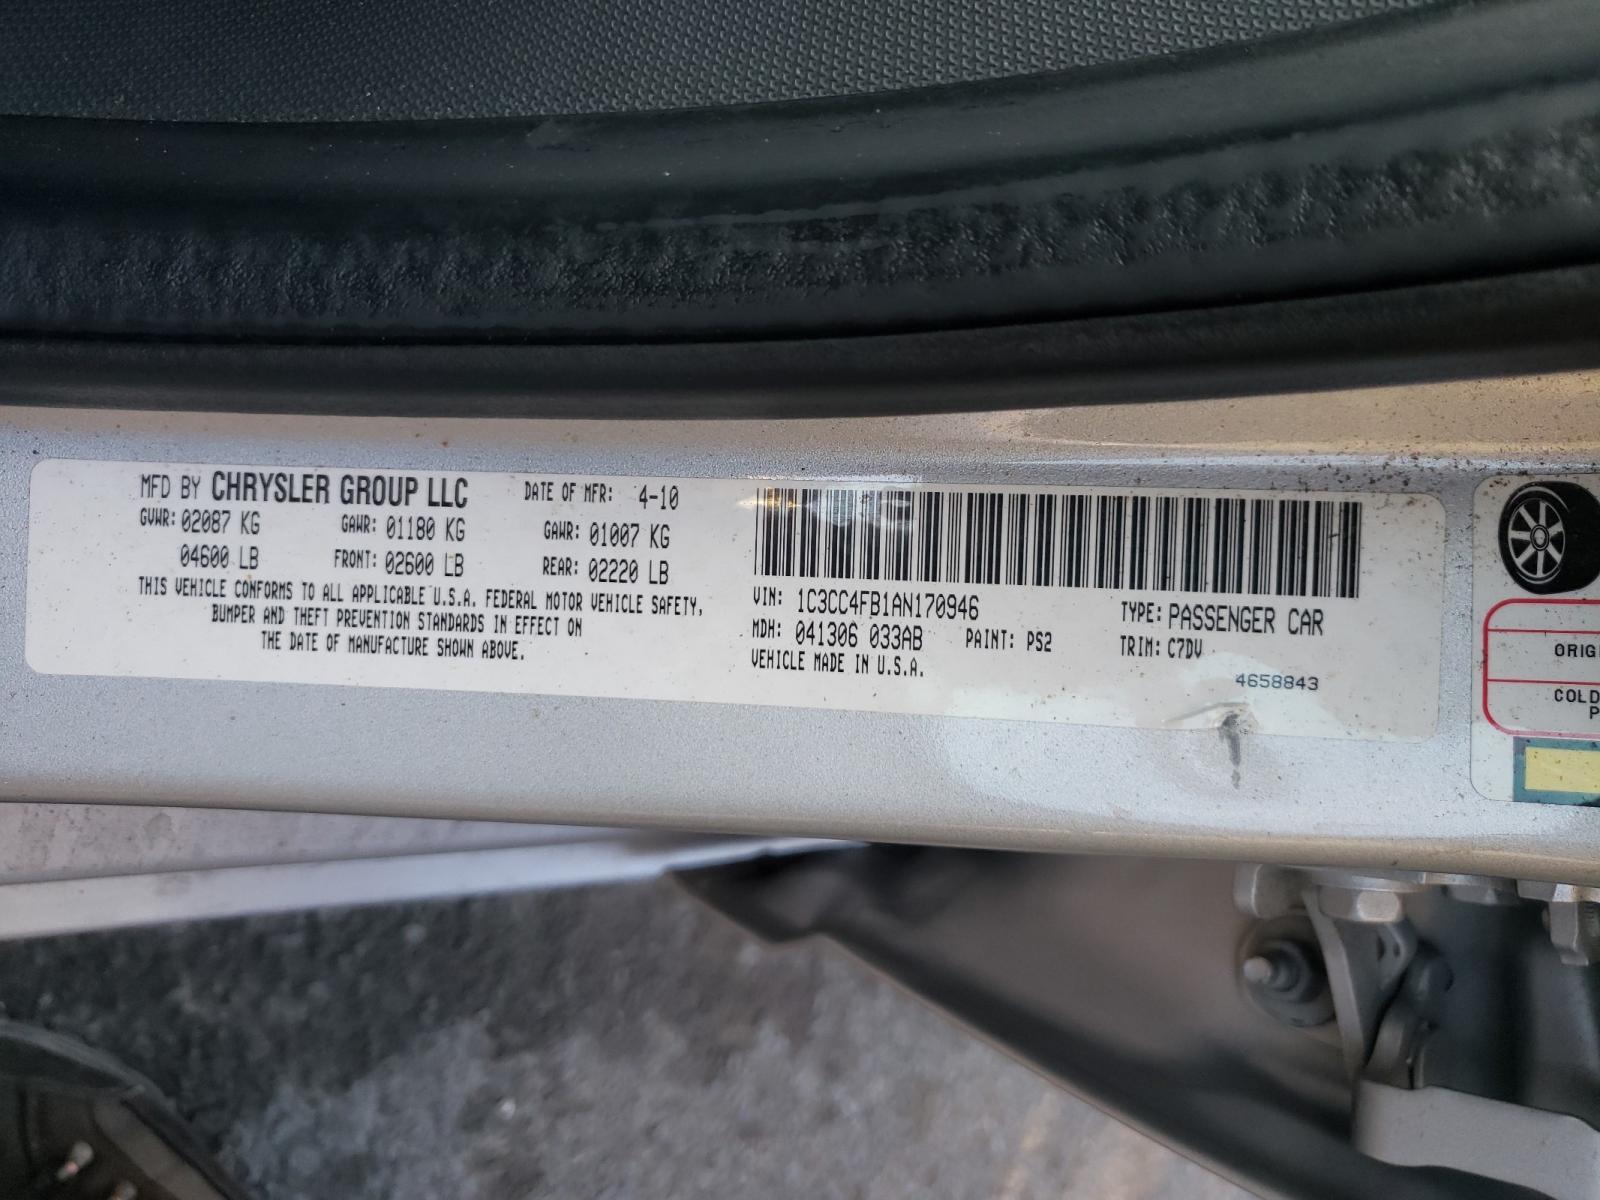 MFD BY CHRYSLER GROUP LLC DATE OF MFR: 4-10
GVWR: 02087 KG GAWR: 01180 KG GAWR: 01007 KG
04600 LB FRONT: 02600 LB REAR: 02220 LB
THIS VEHICLE CONFORMS TO ALL APPLICABLE U.S.A. FEDERAL MOTOR VEHICLE SAFETY,
BUMPER AND THEFT PREVENTION STANDARDS IN EFFECT ON
THE DATE OF MANUFACTURE SHOWN ABOVE.
VIN: 1C3CC4FB1AN170946 TYPE: PASSENGER CAR
MDH: 041306 033AB PAINT: PS2 TRIM: C7DV
VEHICLE MADE IN U.S.A.
4658843
ORIG
COLD
P